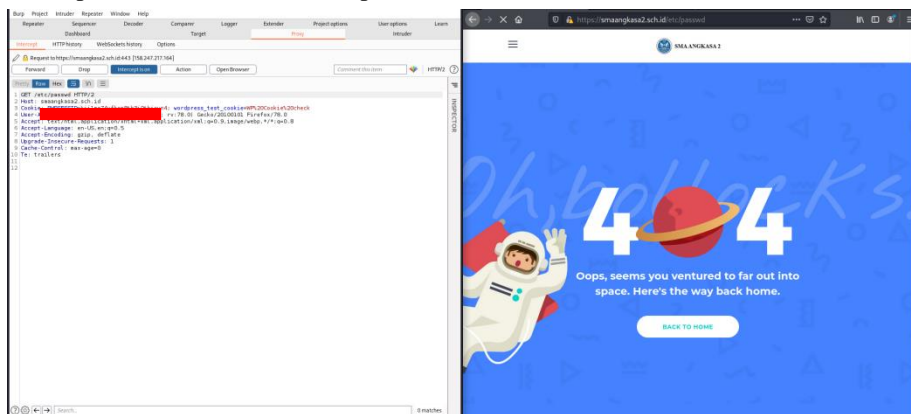 Burp Project Intruder Repeater Window Help
Repeater Sequencer Decoder Comparer Logger Extender Project options User options Learn
Dashboard Target Proxy Intruder
Intercept HTTP history WebSockets history Options
Request to https://smaangkasa2.sch.id:443 [158.247.217.164]
Forward Drop Intercept is on Action Open Browser Comment this item HTTP/2
Pretty Raw Hex \n
INSPECTOR
1 GET /etc/passwd HTTP/2
2 Host: smaangkasa2.sch.id
3 Cookie: wordpress_test_cookie=WP%20Cookie%20check
4 User-A rv:78.0) Gecko/20100101 Firefox/78.0
5 Accept: text/html,application/xhtml+xml,application/xml;q=0.9,image/webp,*/*;q=0.8
6 Accept-Language: en-US,en;q=0.5
7 Accept-Encoding: gzip, deflate
8 Upgrade-Insecure-Requests: 1
9 Cache-Control: max-age=0
10 Te: trailers
11
12
Search...
0 matches
https://smaangkasa2.sch.id/etc/passwd
SMA ANGKASA 2
Oh, bollocks.
404
Oops, seems you ventured to far out into
space. Here's the way back home.
BACK TO HOME